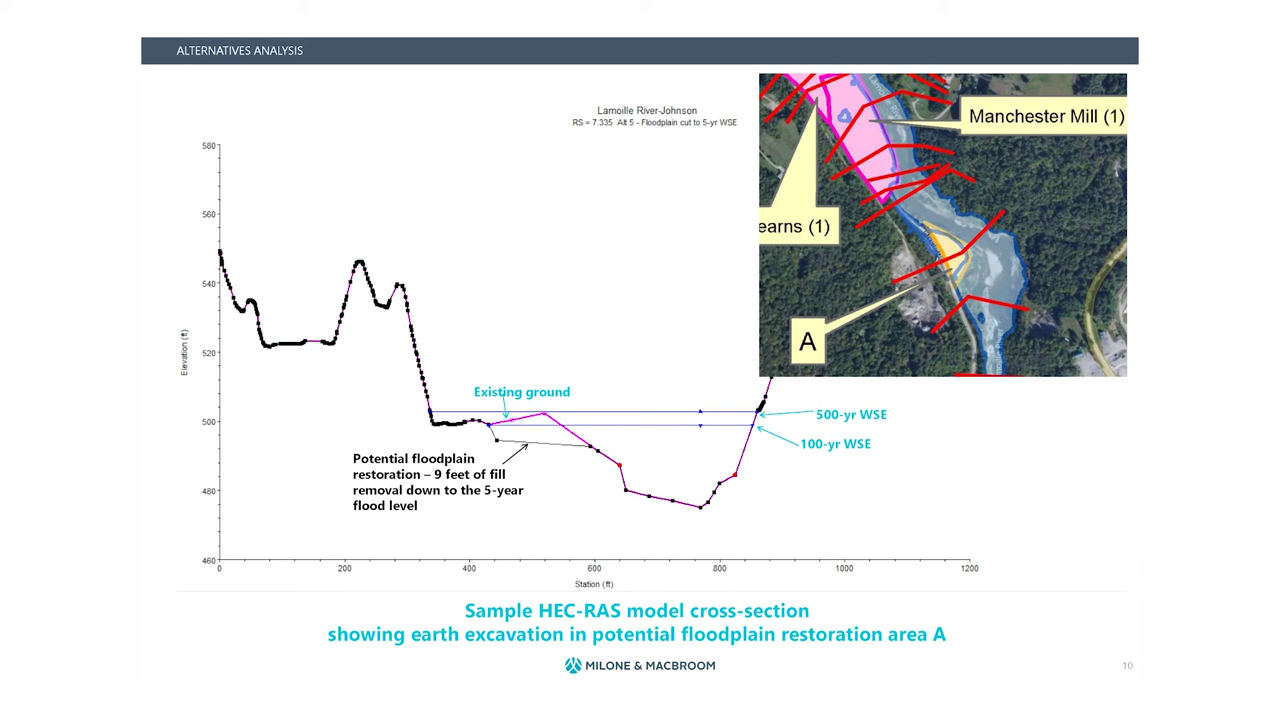 ALTERNATIVES ANALYSIS
Lamoille River-Johnson
RS = 7.335 Alt 5 - Floodplain cut to 5-yr WSE
Manchester Mill (1)
earns (1)
A
Elevation (ft)
580
560
540
520
500
480
460
0
200
400
600
800
1000
1200
Station (ft)
Existing ground
500-yr WSE
100-yr WSE
Potential floodplain
restoration – 9 feet of fill
removal down to the 5-year
flood level
Sample HEC-RAS model cross-section
showing earth excavation in potential floodplain restoration area A
MILONE & MACBROOM
10